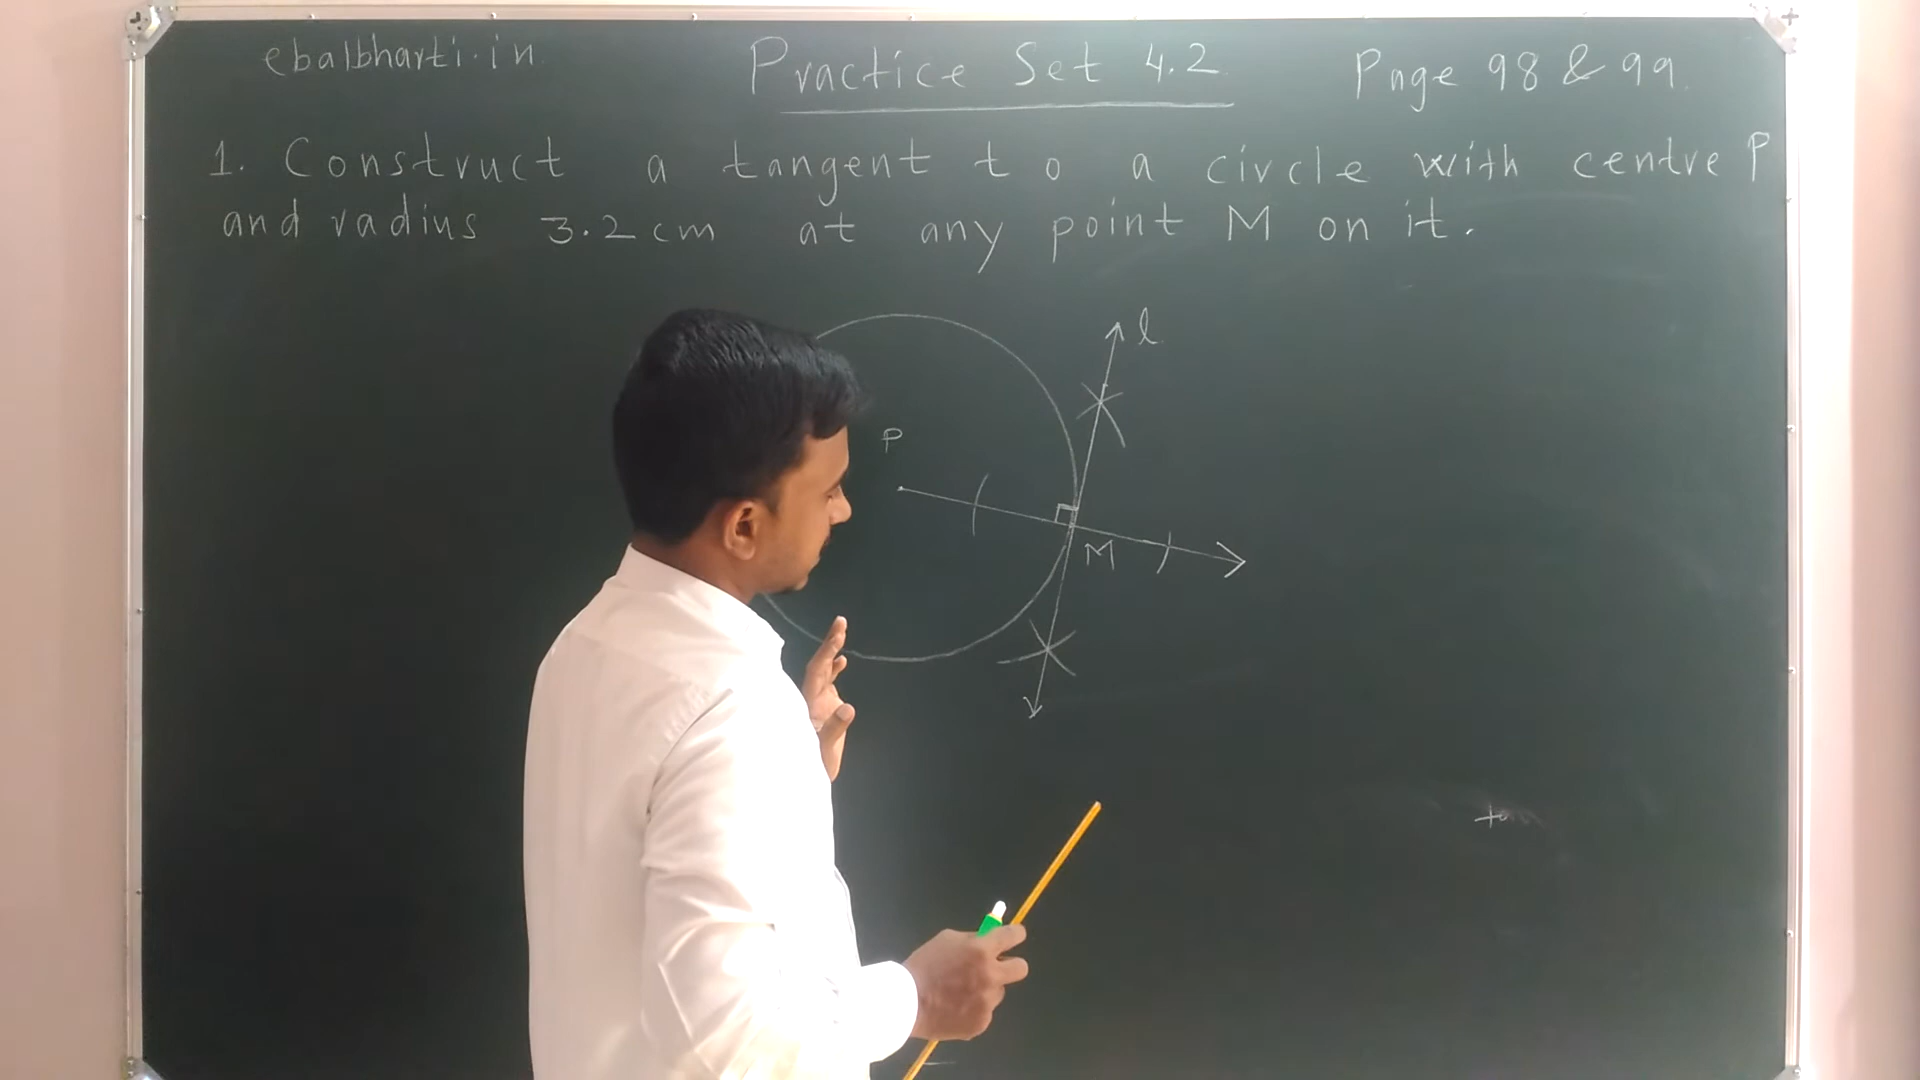 ebalbharti.in
Practice Set 4.2
Page 98 & 99.
1. Construct a tangent to a circle with centre P
and radius 3.2 cm at any point M on it.
l
P
M